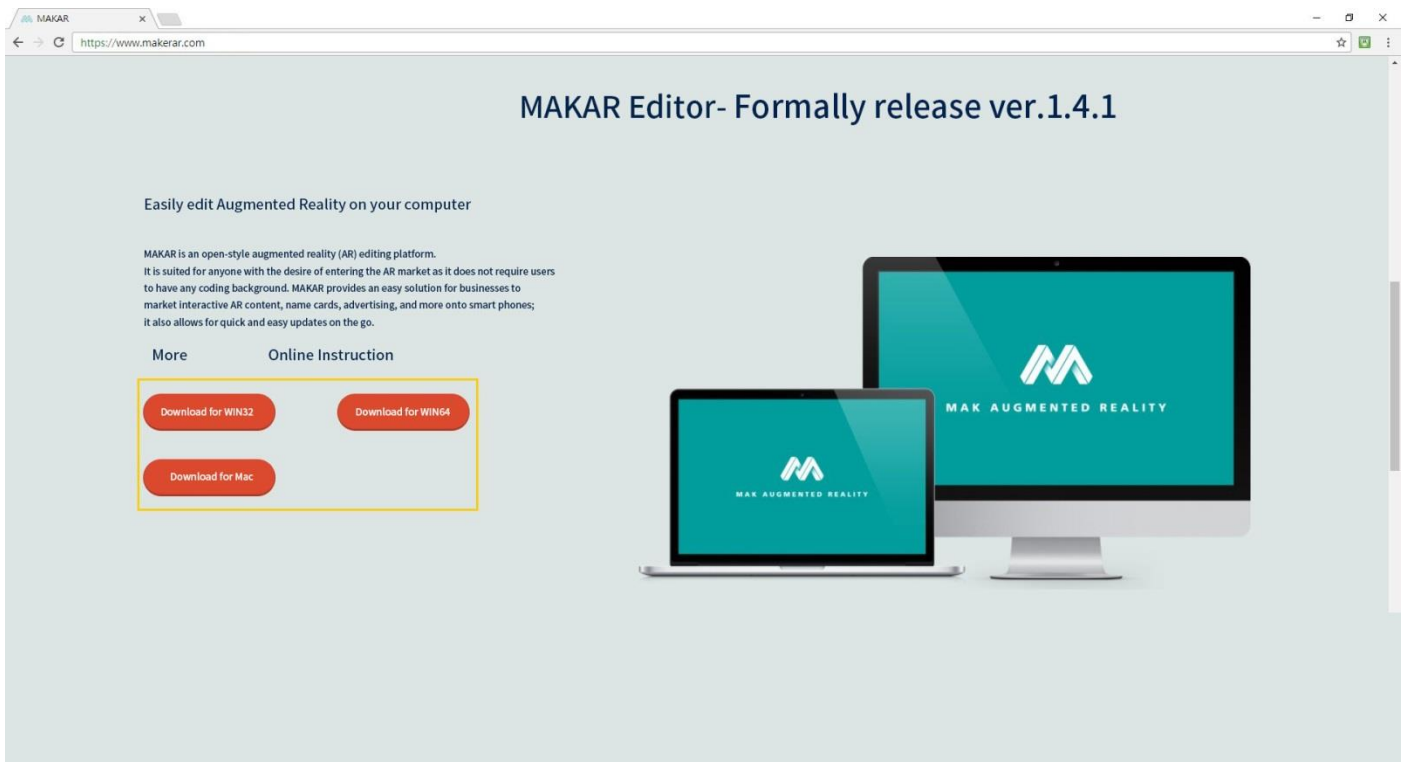 MAKAR
https://www.makerar.com
MAKAR Editor- Formally release ver.1.4.1
Easily edit Augmented Reality on your computer
MAKAR is an open-style augmented reality (AR) editing platform.
It is suited for anyone with the desire of entering the AR market as it does not require users
to have any coding background. MAKAR provides an easy solution for businesses to
market interactive AR content, name cards, advertising, and more onto smart phones;
it also allows for quick and easy updates on the go.
More Online Instruction
Download for WIN32 Download for WIN64
Download for Mac
MAK AUGMENTED REALITY
MAK AUGMENTED REALITY